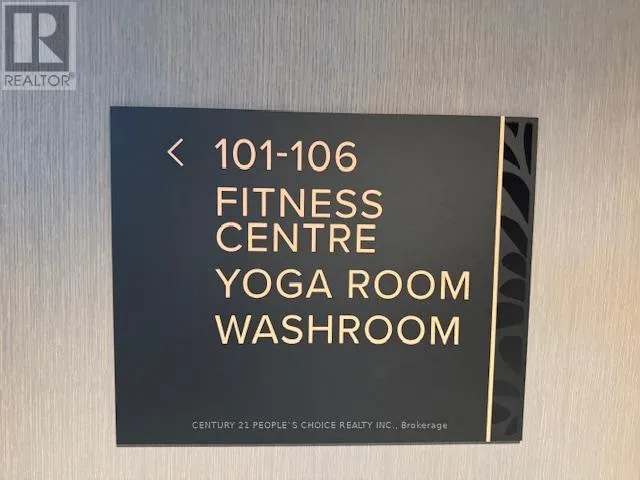 R
REALTOR®
< 101-106
FITNESS
CENTRE
YOGA ROOM
WASHROOM
CENTURY 21 PEOPLE'S CHOICE REALTY INC., Brokerage